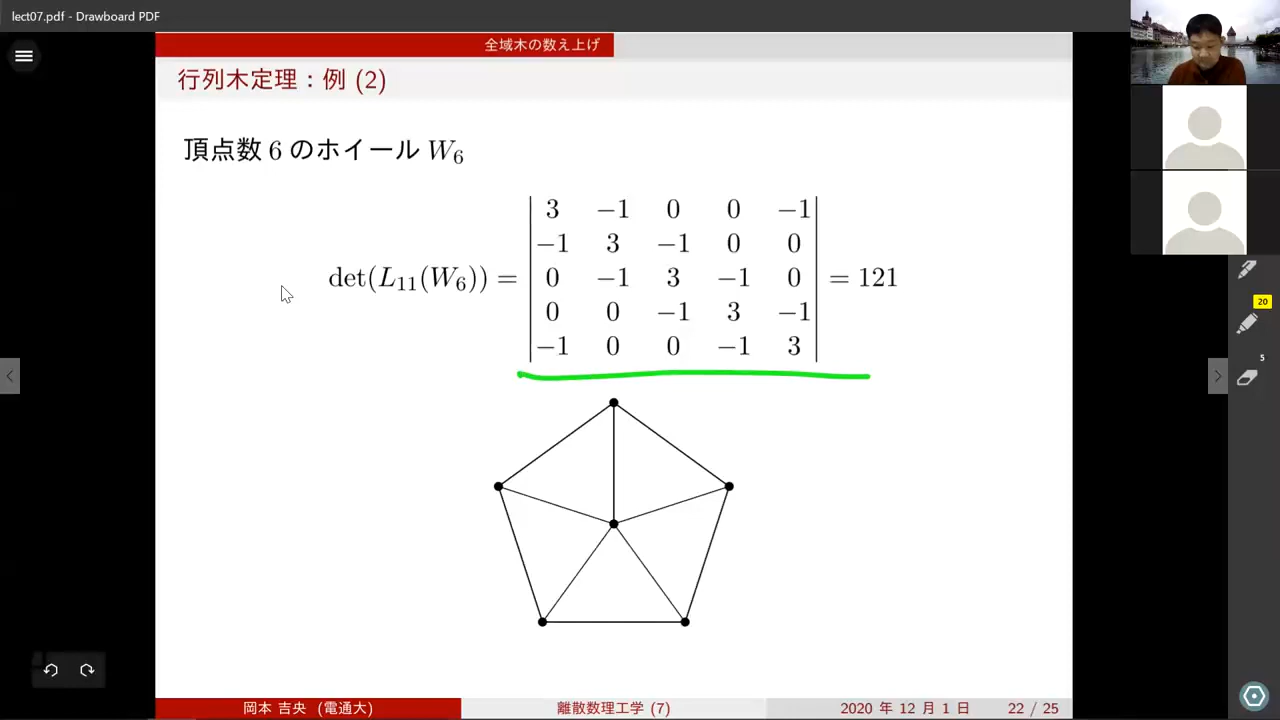 lect07.pdf - Drawboard PDF
全域木の数え上げ
行列木定理：例 (2)
頂点数 6 のホイール W₆
det(L₁₁(W₆)) =
3 −1 0 0 −1
−1 3 −1 0 0
0 −1 3 −1 0
0 0 −1 3 −1
−1 0 0 −1 3
= 121
20
5
岡本 吉央 (電通大)
離散数理工学 (7)
2020 年 12 月 1 日
22 / 25